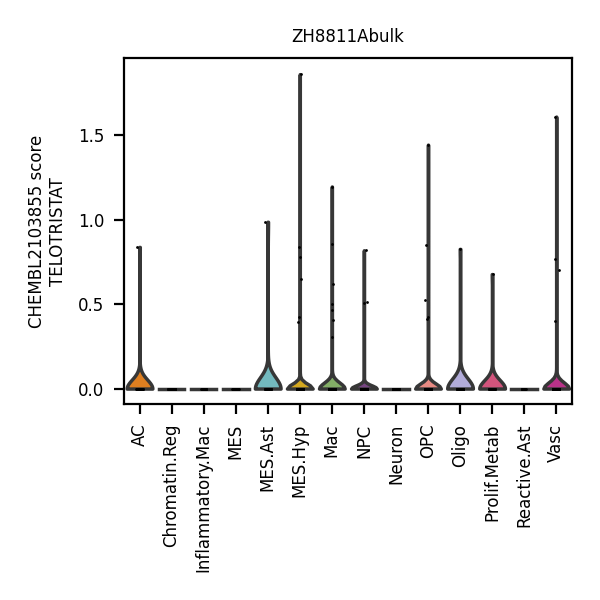 ZH8811Abulk
CHEMBL2103855 score
TELOTRISTAT
1.5
1.0
0.5
0.0
AC
Chromatin.Reg
Inflammatory.Mac
MES
MES.Ast
MES.Hyp
Mac
NPC
Neuron
OPC
Oligo
Prolif.Metab
Reactive.Ast
Vasc